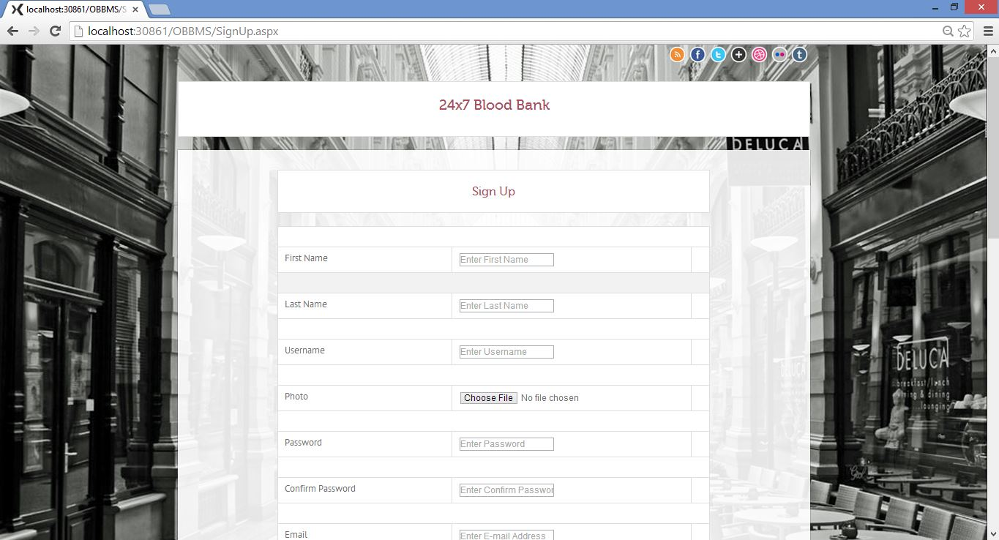 localhost:30861/OBBMS/S
localhost:30861/OBBMS/SignUp.aspx
24x7 Blood Bank
DELUCA
Sign Up
First Name Enter First Name
Last Name Enter Last Name
Username Enter Username
Photo Choose File No file chosen
Password Enter Password
Confirm Password Enter Confirm Passwor
Email Enter E-mail Address
DELUCA
breakfast/lunch
& dining
...lounging